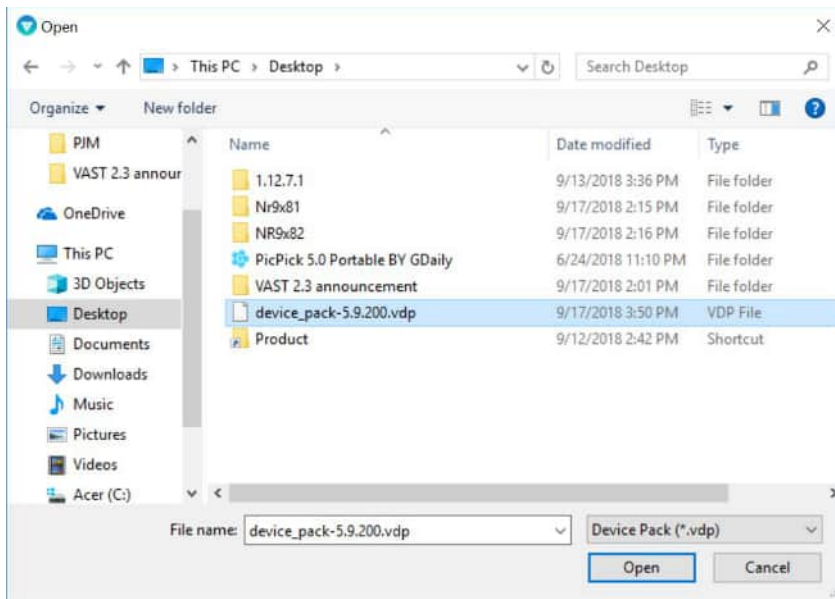 Open
This PC > Desktop >
Search Desktop
Organize
New folder
PJM
VAST 2.3 annour
OneDrive
This PC
3D Objects
Desktop
Documents
Downloads
Music
Pictures
Videos
Acer (C:)
Name Date modified Type
1.12.7.1 9/13/2018 3:36 PM File folder
Nr9x81 9/17/2018 2:15 PM File folder
NR9x82 9/17/2018 2:16 PM File folder
PicPick 5.0 Portable BY GDaily 6/24/2018 11:10 PM File folder
VAST 2.3 announcement 9/17/2018 2:01 PM File folder
device_pack-5.9.200.vdp 9/17/2018 3:50 PM VDP File
Product 9/12/2018 2:42 PM Shortcut
File name: device_pack-5.9.200.vdp
Device Pack (*.vdp)
Open Cancel